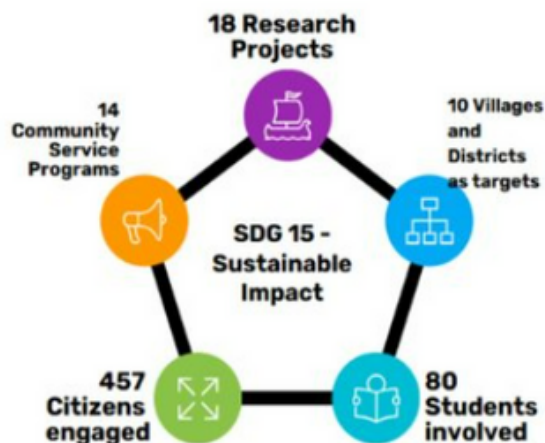 18 Research
Projects
14
Community
Service
Programs
10 Villages
and
Districts
as targets
SDG 15 -
Sustainable
Impact
457
Citizens
engaged
80
Students
involved